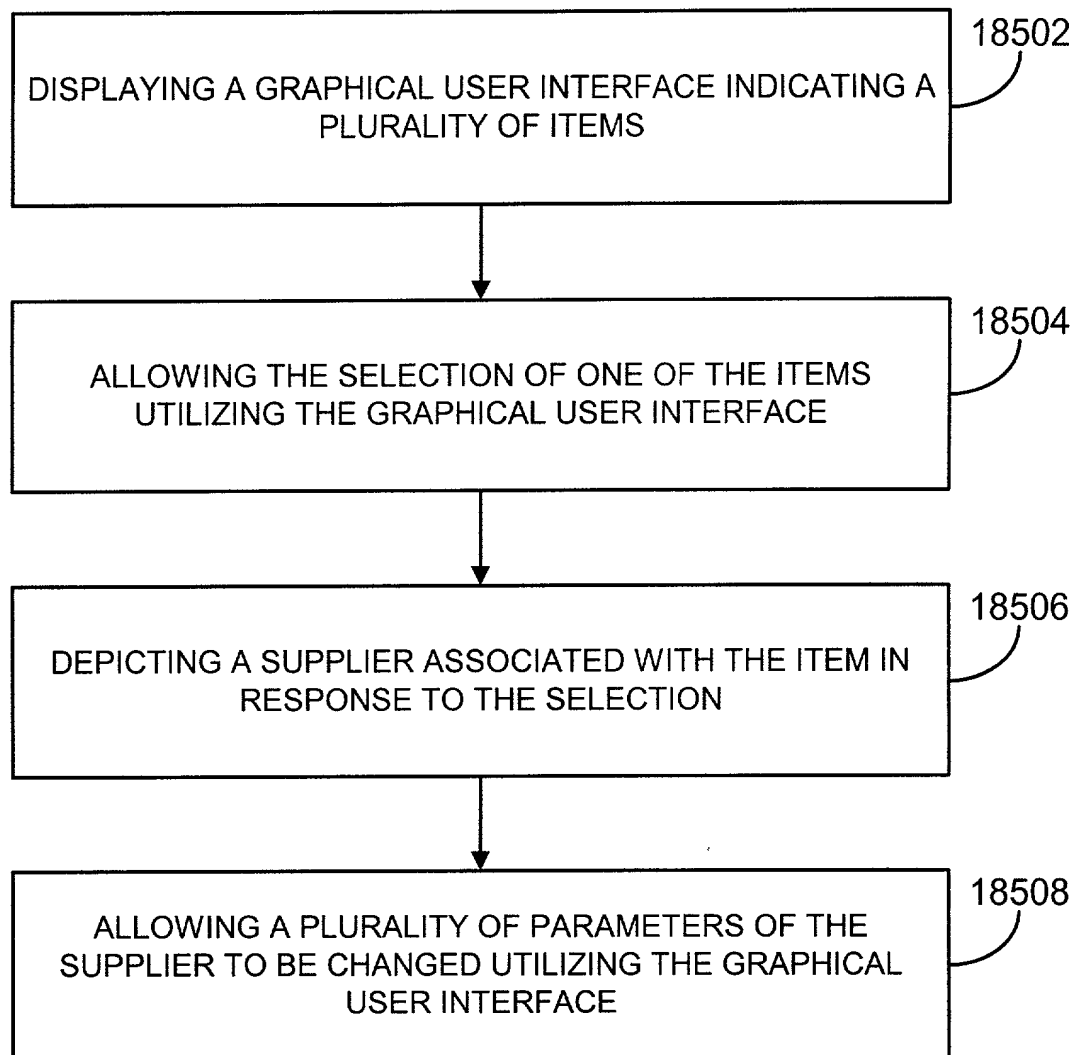 18502
DISPLAYING A GRAPHICAL USER INTERFACE INDICATING A
PLURALITY OF ITEMS
18504
ALLOWING THE SELECTION OF ONE OF THE ITEMS
UTILIZING THE GRAPHICAL USER INTERFACE
18506
DEPICTING A SUPPLIER ASSOCIATED WITH THE ITEM IN
RESPONSE TO THE SELECTION
18508
ALLOWING A PLURALITY OF PARAMETERS OF THE
SUPPLIER TO BE CHANGED UTILIZING THE GRAPHICAL
USER INTERFACE